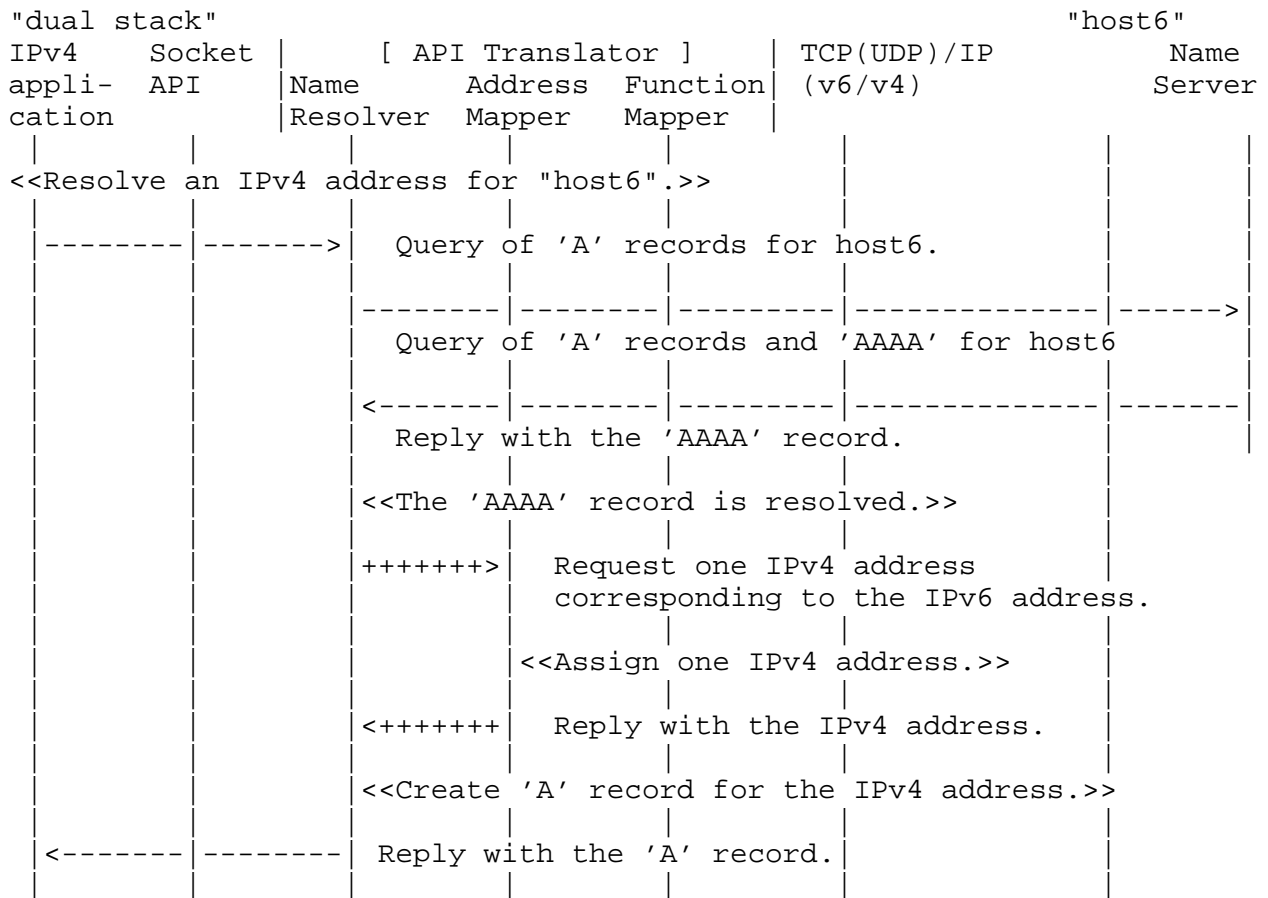 "dual stack" "host6"
IPv4 Socket | [ API Translator ] | TCP(UDP)/IP Name
appli- API |Name Address Function| (v6/v4) Server
cation |Resolver Mapper Mapper |
<<Resolve an IPv4 address for "host6".>>
Query of 'A' records for host6.
Query of 'A' records and 'AAAA' for host6
Reply with the 'AAAA' record.
<<The 'AAAA' record is resolved.>>
+++++++> Request one IPv4 address
corresponding to the IPv6 address.
<<Assign one IPv4 address.>>
<+++++++ Reply with the IPv4 address.
<<Create 'A' record for the IPv4 address.>>
Reply with the 'A' record.